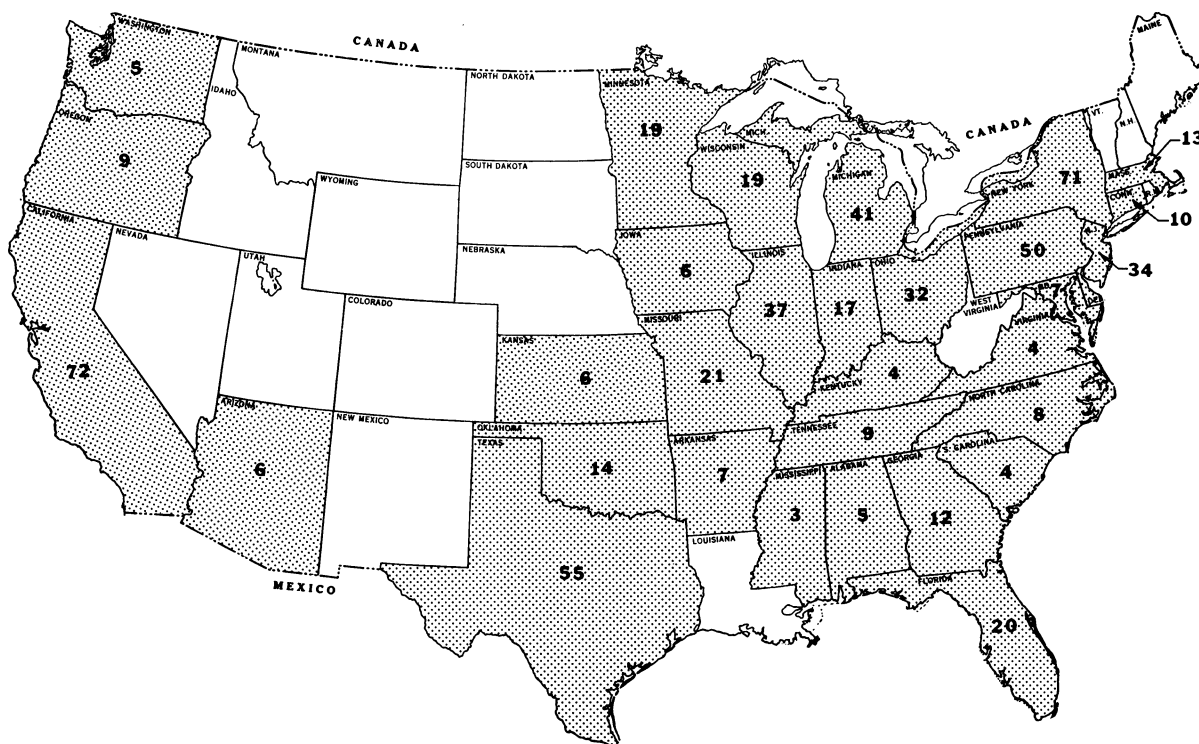 WASHINGTON
5
CANADA
MONTANA
IDAHO
NORTH DAKOTA
MINNESOTA
19
MAINE
OREGON
9
SOUTH DAKOTA
WYOMING
WISCONSIN
19
MICH.
MICHIGAN
41
CANADA
VT.
N.H.
13
MASS.
NEW YORK
71
CONN.
R.I.
10
CALIFORNIA
72
NEVADA
UTAH
COLORADO
NEBRASKA
IOWA
6
ILLINOIS
37
INDIANA
17
OHIO
32
PENNSYLVANIA
50
N.J.
34
MD.
7
DE.
WEST
VIRGINIA
VIRGINIA
4
KANSAS
6
MISSOURI
21
KENTUCKY
4
ARIZONA
6
NEW MEXICO
OKLAHOMA
14
TEXAS
55
ARKANSAS
7
TENNESSEE
9
NORTH CAROLINA
8
S. CAROLINA
4
MISSISSIPPI
3
ALABAMA
5
GEORGIA
12
LOUISIANA
FLORIDA
20
MEXICO